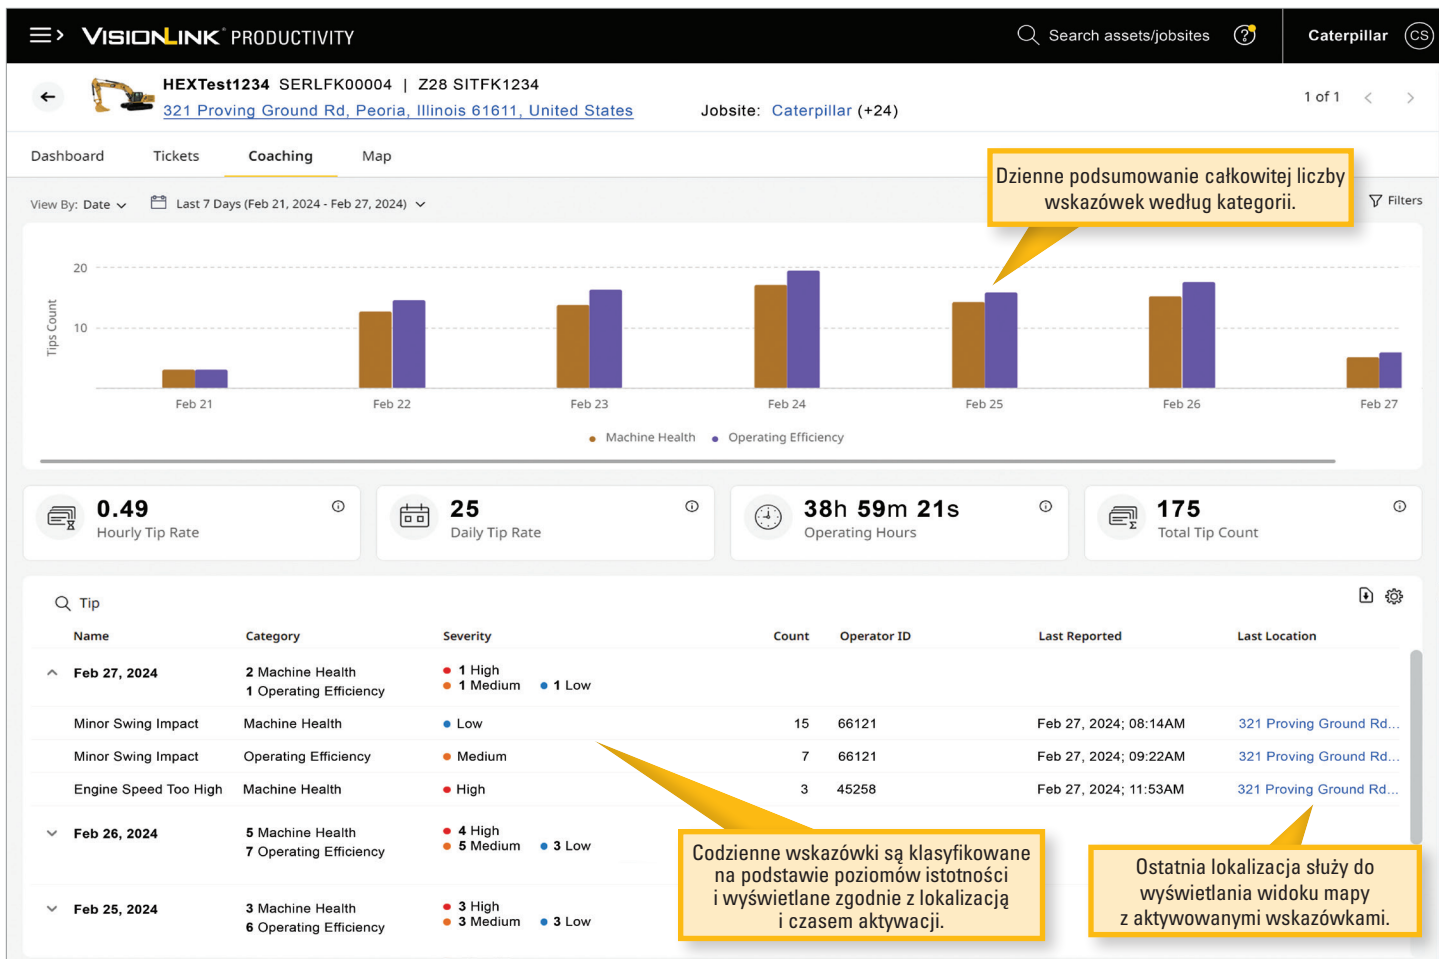 VISIONLINK PRODUCTIVITY
Search assets/jobsites
Caterpillar
CS
HEXTest1234 SERLFK00004 | Z28 SITFK1234
321 Proving Ground Rd, Peoria, Illinois 61611, United States
Jobsite: Caterpillar (+24)
1 of 1
Dashboard Tickets Coaching Map
Dzienne podsumowanie całkowitej liczby
wskazówek według kategorii.
View By: Date
Last 7 Days (Feb 21, 2024 - Feb 27, 2024)
Filters
20
10
Tips Count
Feb 21 Feb 22 Feb 23 Feb 24 Feb 25 Feb 26 Feb 27
Machine Health Operating Efficiency
0.49
Hourly Tip Rate
25
Daily Tip Rate
38h 59m 21s
Operating Hours
175
Total Tip Count
Tip
Name Category Severity Count Operator ID Last Reported Last Location
Feb 27, 2024
2 Machine Health
1 Operating Efficiency
1 High
1 Medium 1 Low
Minor Swing Impact Machine Health Low 15 66121 Feb 27, 2024; 08:14AM 321 Proving Ground Rd...
Minor Swing Impact Operating Efficiency Medium 7 66121 Feb 27, 2024; 09:22AM 321 Proving Ground Rd...
Engine Speed Too High Machine Health High 3 45258 Feb 27, 2024; 11:53AM 321 Proving Ground Rd...
Feb 26, 2024
5 Machine Health
7 Operating Efficiency
4 High
5 Medium 3 Low
Feb 25, 2024
3 Machine Health
6 Operating Efficiency
3 High
3 Medium 3 Low
Codzienne wskazówki są klasyfikowane
na podstawie poziomów istotności
i wyświetlane zgodnie z lokalizacją
i czasem aktywacji.
Ostatnia lokalizacja służy do
wyświetlania widoku mapy
z aktywowanymi wskazówkami.